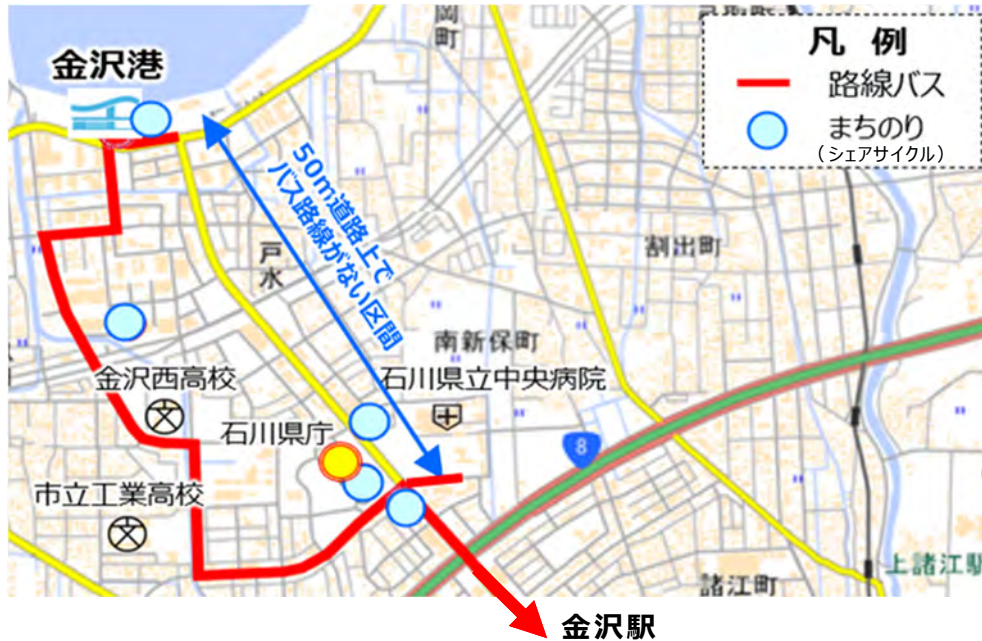 金沢港
岡町
凡 例
路線バス
まちのり
（シェアサイクル）
50m道路上で
バス路線がない区間
戸水
割出町
南新保町
金沢西高校
石川県立中央病院
石川県庁
8
市立工業高校
上諸江駅
諸江町
金沢駅